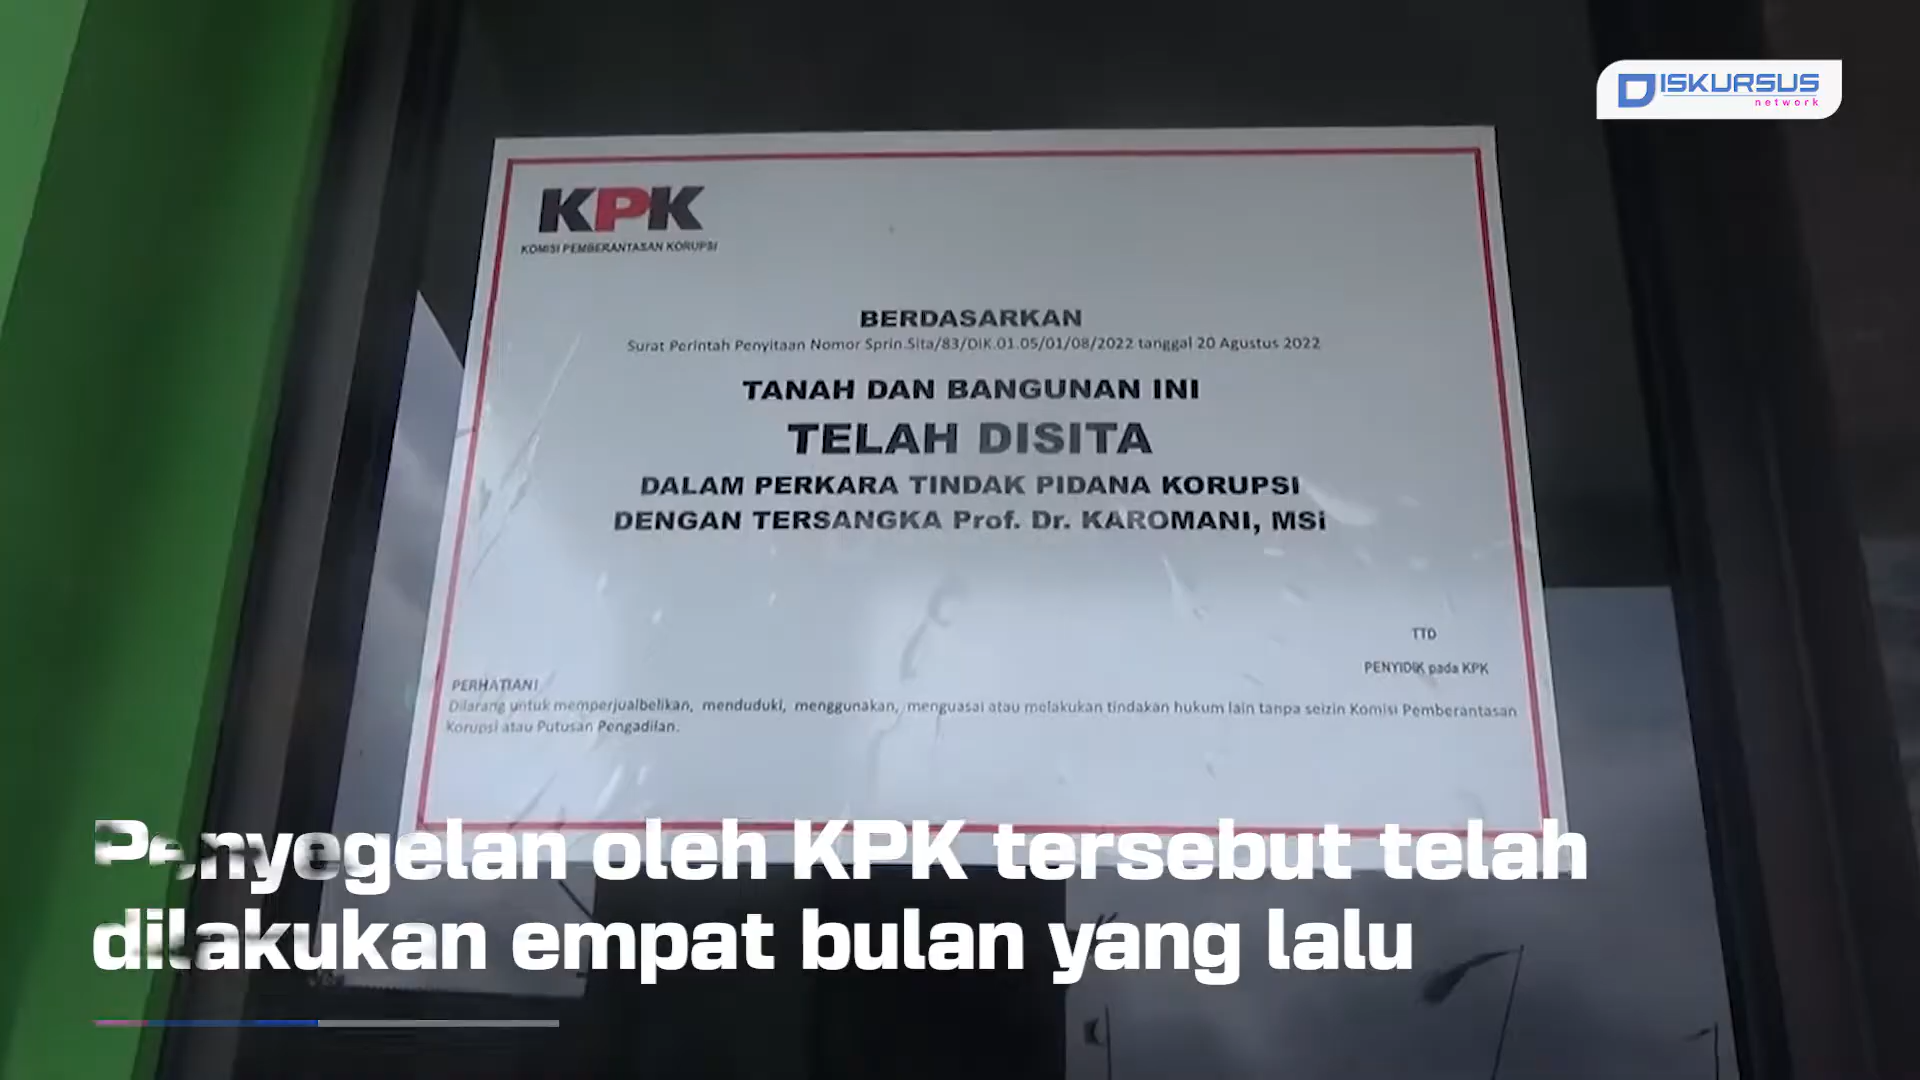 DISKURSUS
network
KPK
KOMISI PEMBERANTASAN KORUPSI
BERDASARKAN
Surat Perintah Penyitaan Nomor Sprin.Sita/83/DIK.01.05/01/08/2022 tanggal 20 Agustus 2022
TANAH DAN BANGUNAN INI
TELAH DISITA
DALAM PERKARA TINDAK PIDANA KORUPSI
DENGAN TERSANGKA Prof. Dr. KAROMANI, MSi
TTD
PENYIDIK pada KPK
PERHATIAN!
Dilarang untuk memperjualbelikan, menduduki, menggunakan, menguasai atau melakukan tindakan hukum lain tanpa seizin Komisi Pemberantasan
Korupsi atau Putusan Pengadilan.
Penyegelan oleh KPK tersebut telah
dilakukan empat bulan yang lalu